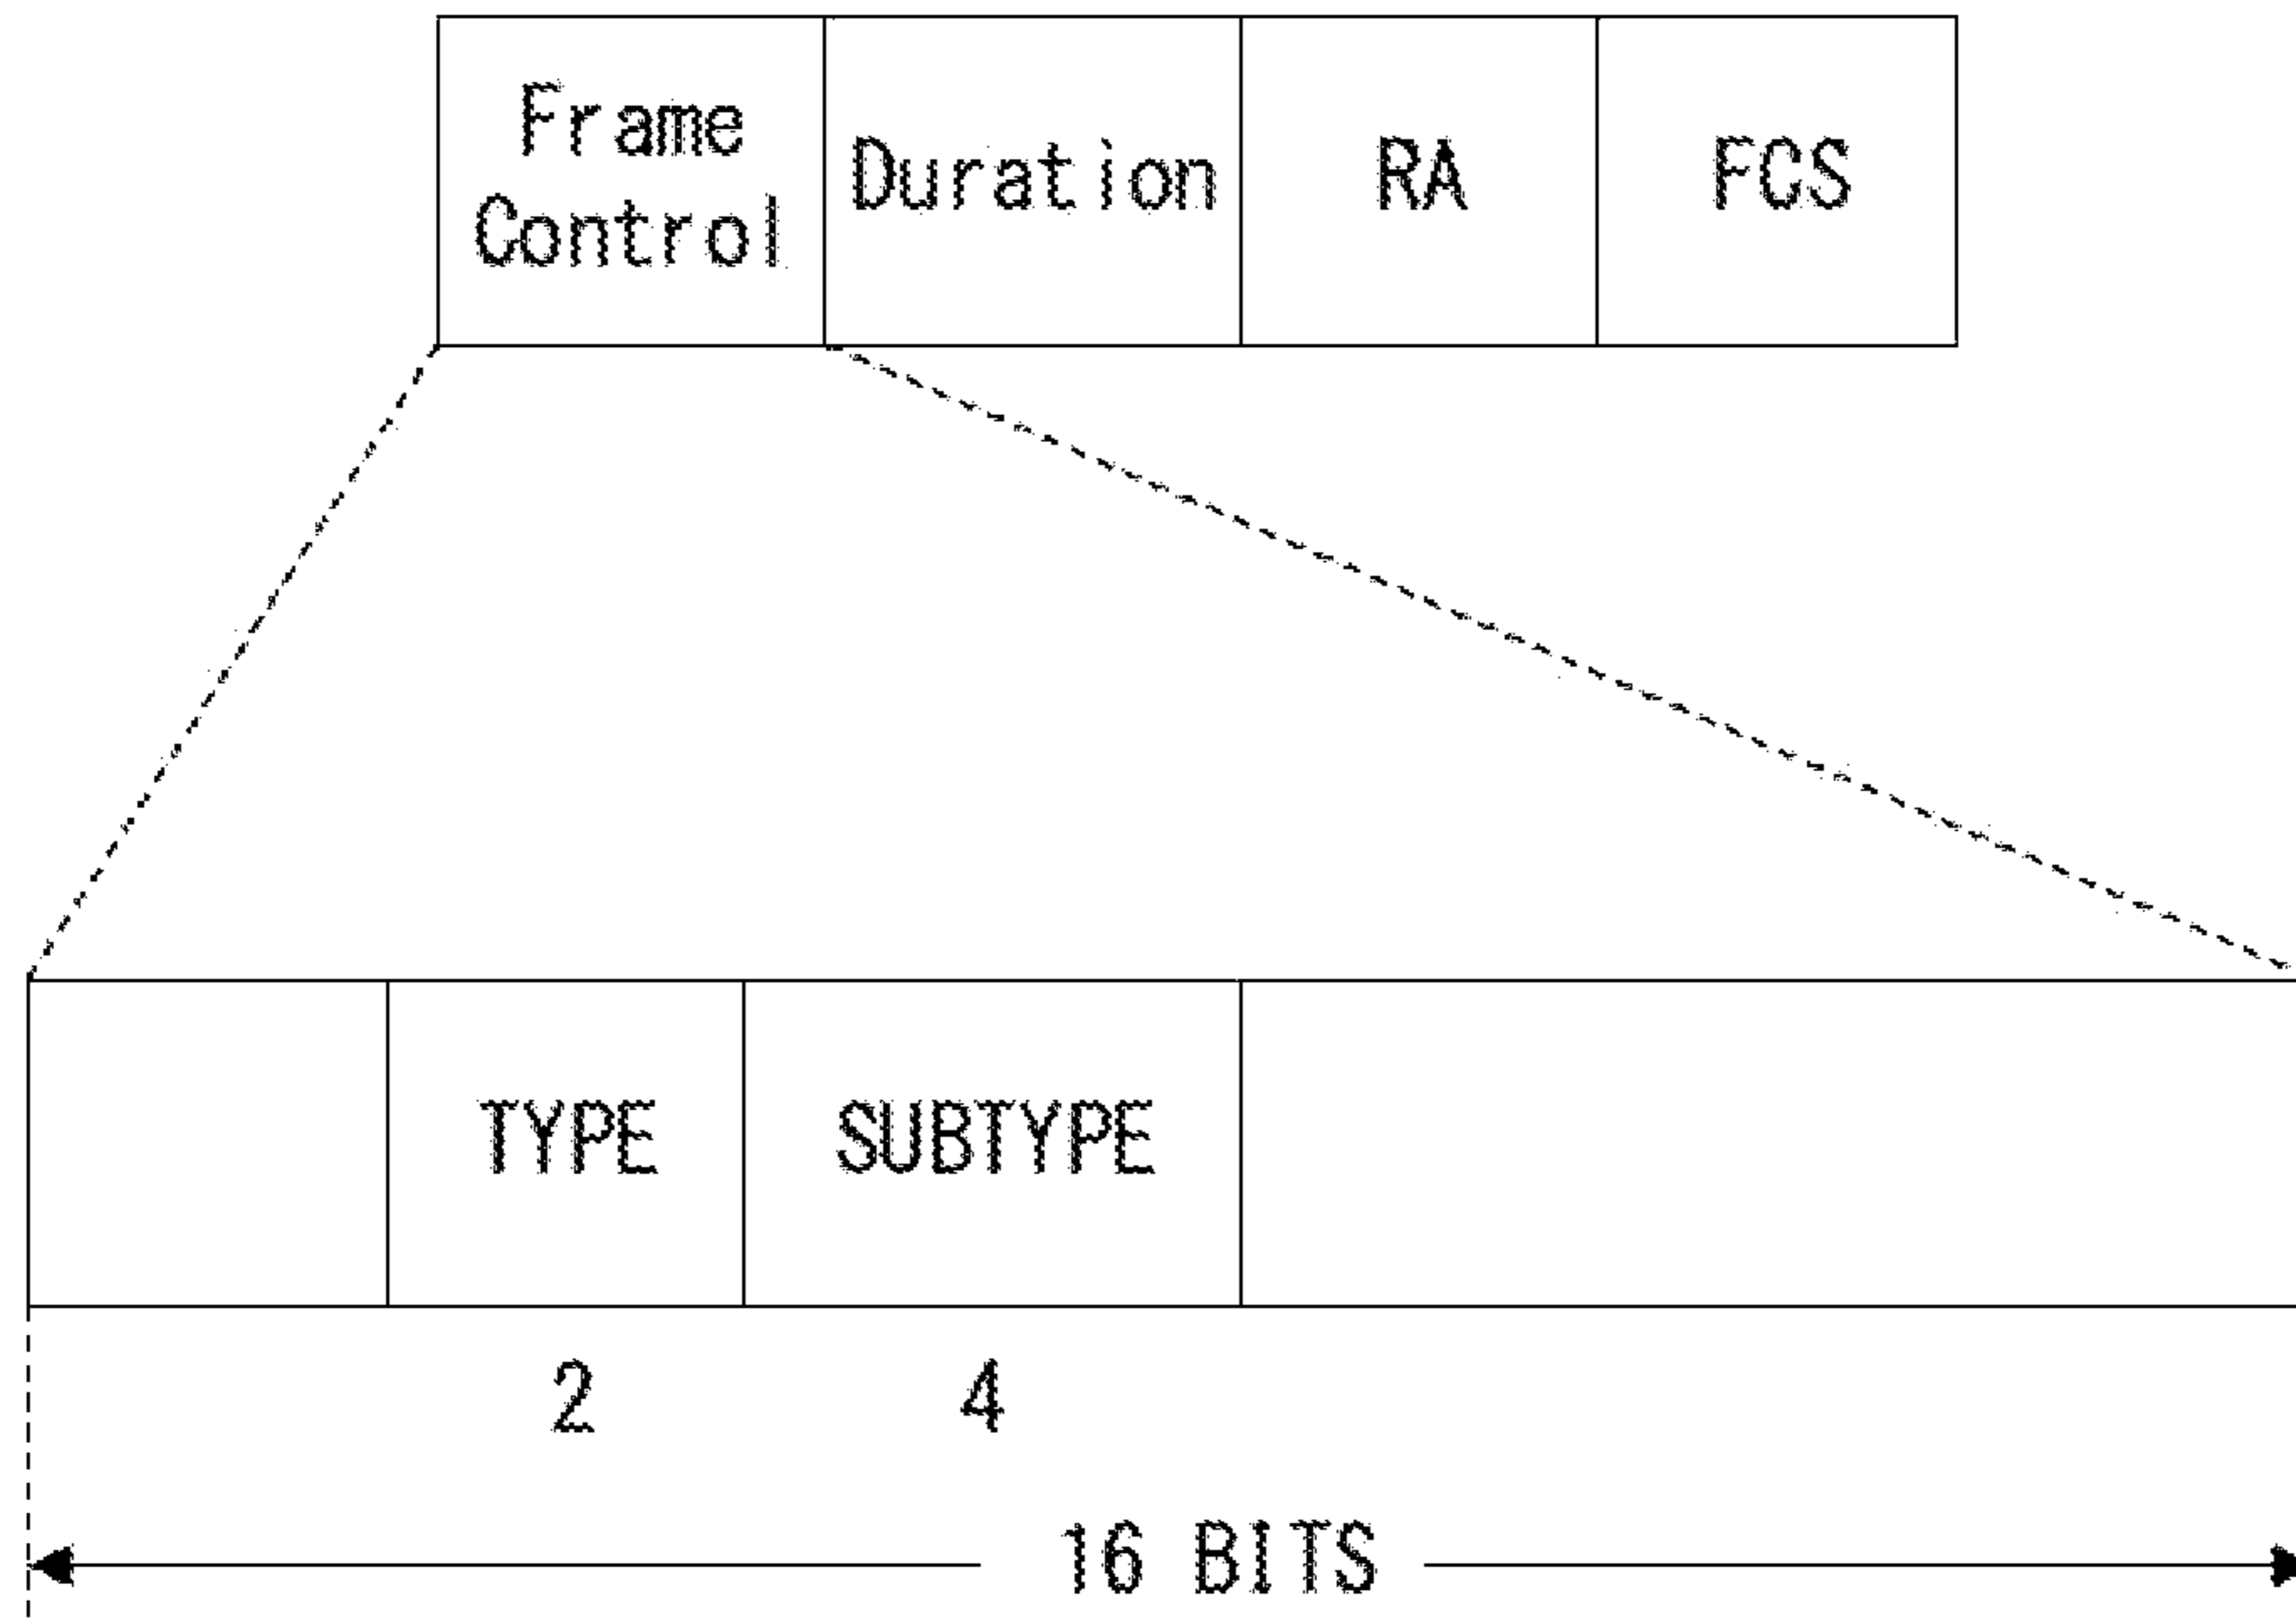 Frame
Control
Duration
RA
FCS
TYPE
SUBTYPE
2
4
16 BITS